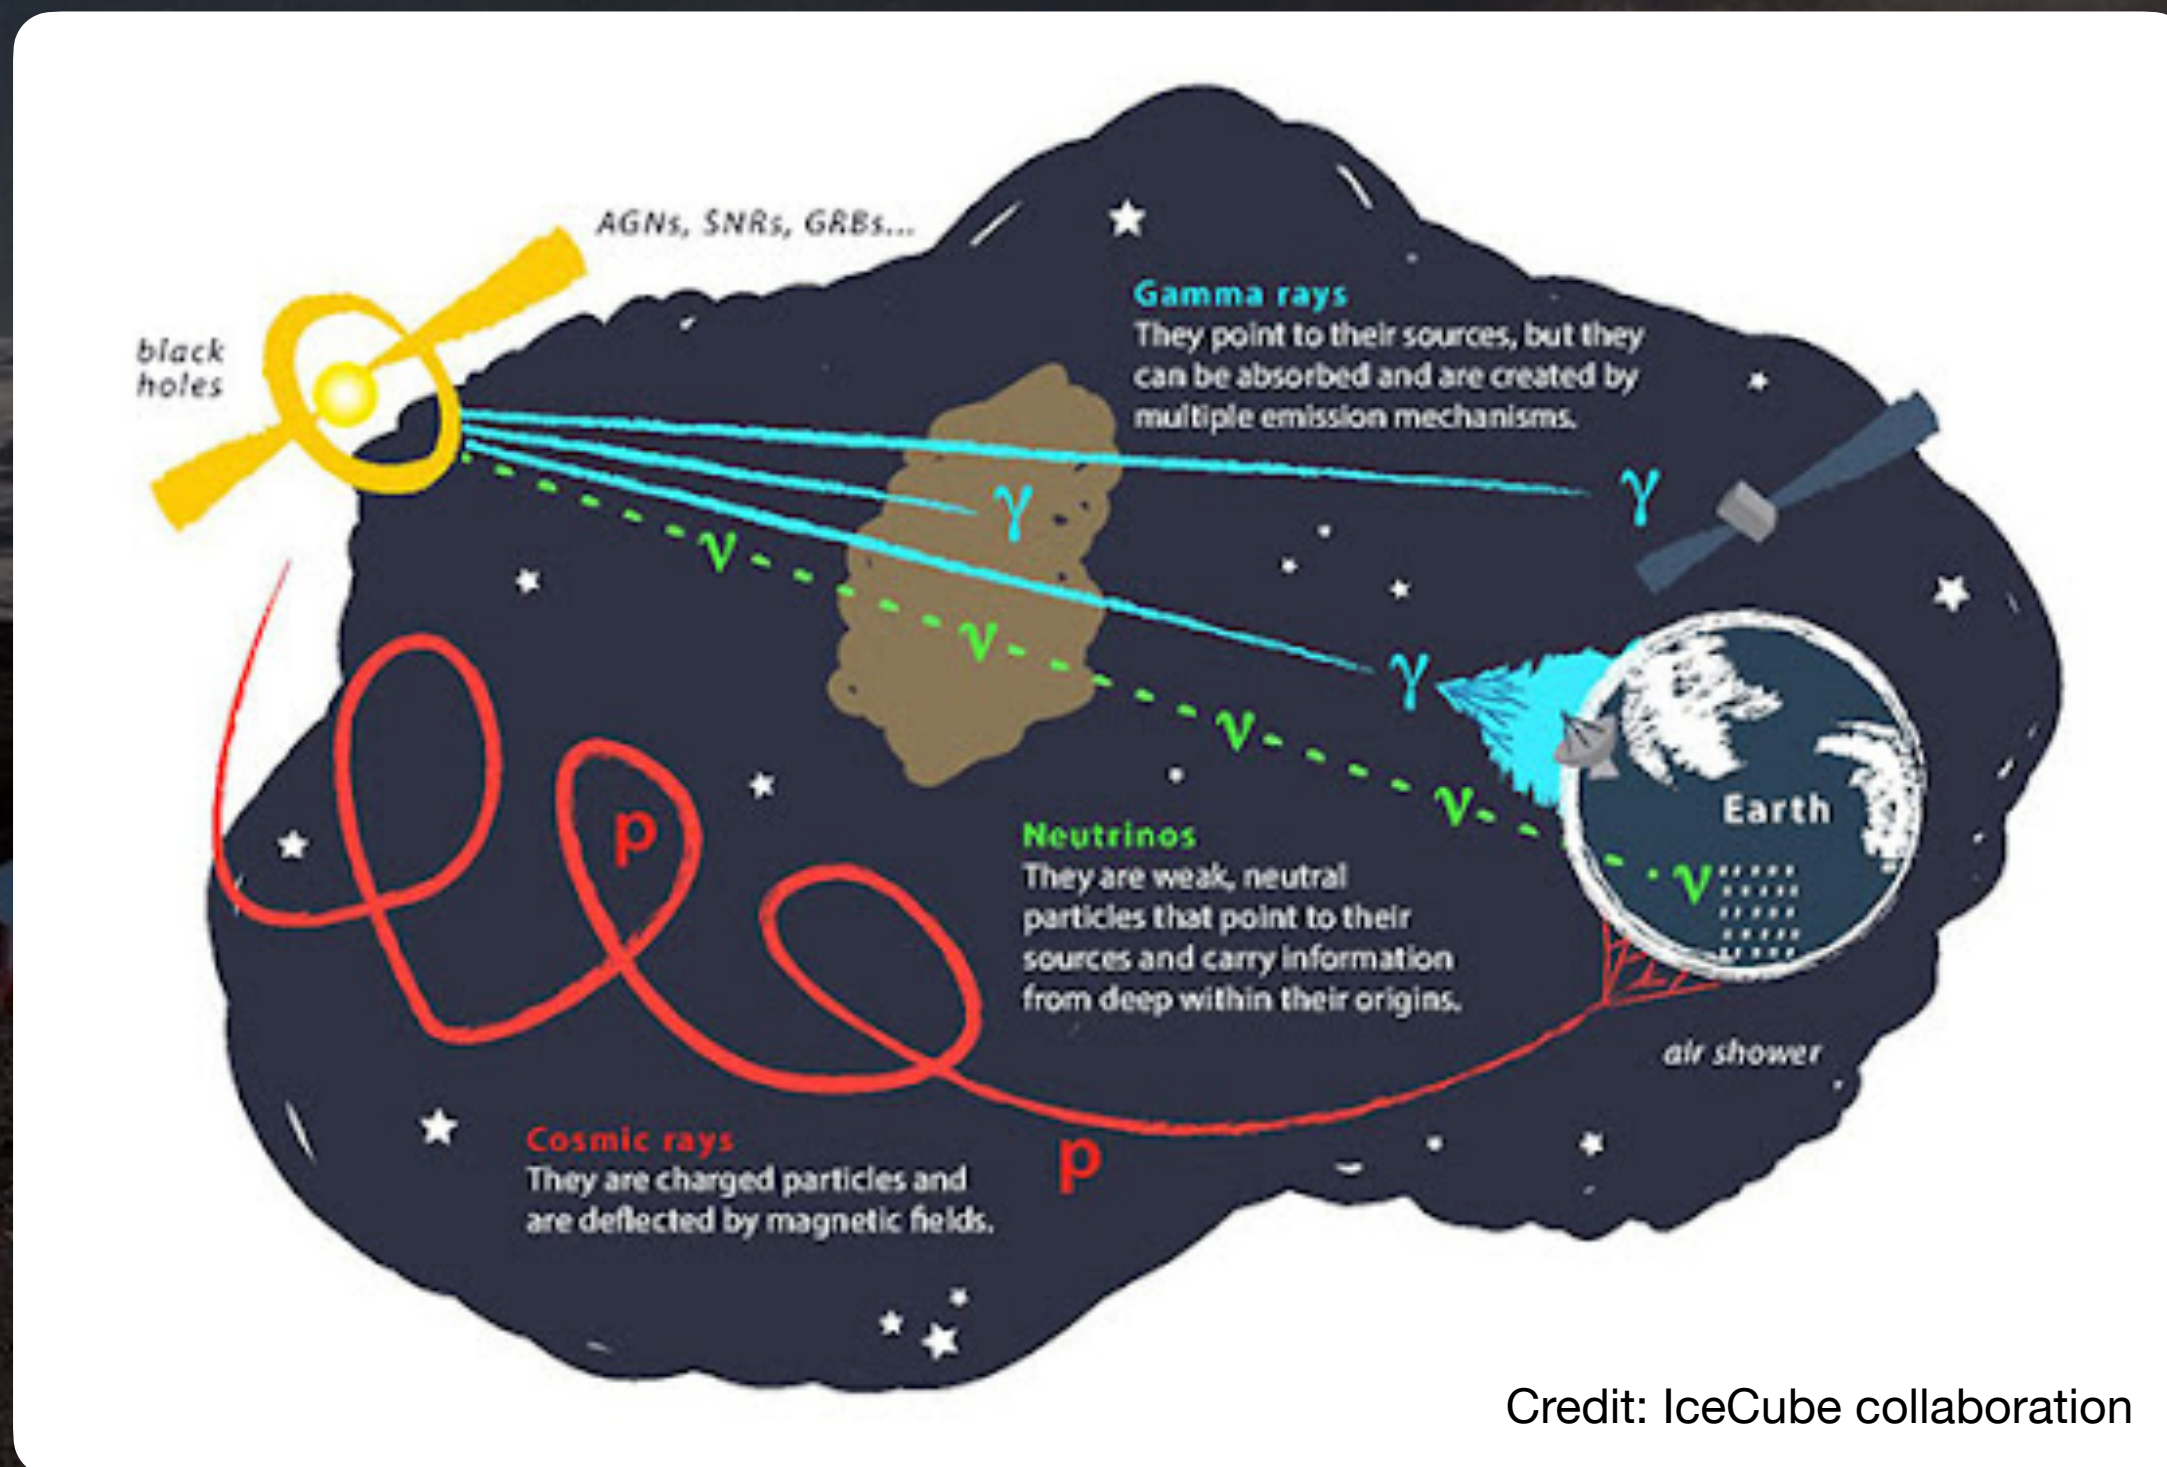 AGNs, SNRs, GRBs...
black
holes
Gamma rays
They point to their sources, but they
can be absorbed and are created by
multiple emission mechanisms.
γ
γ
ν
ν
γ
ν
ν
Earth
ν
p
Neutrinos
They are weak, neutral
particles that point to their
sources and carry information
from deep within their origins.
air shower
Cosmic rays
They are charged particles and
are deflected by magnetic fields.
p
Credit: IceCube collaboration